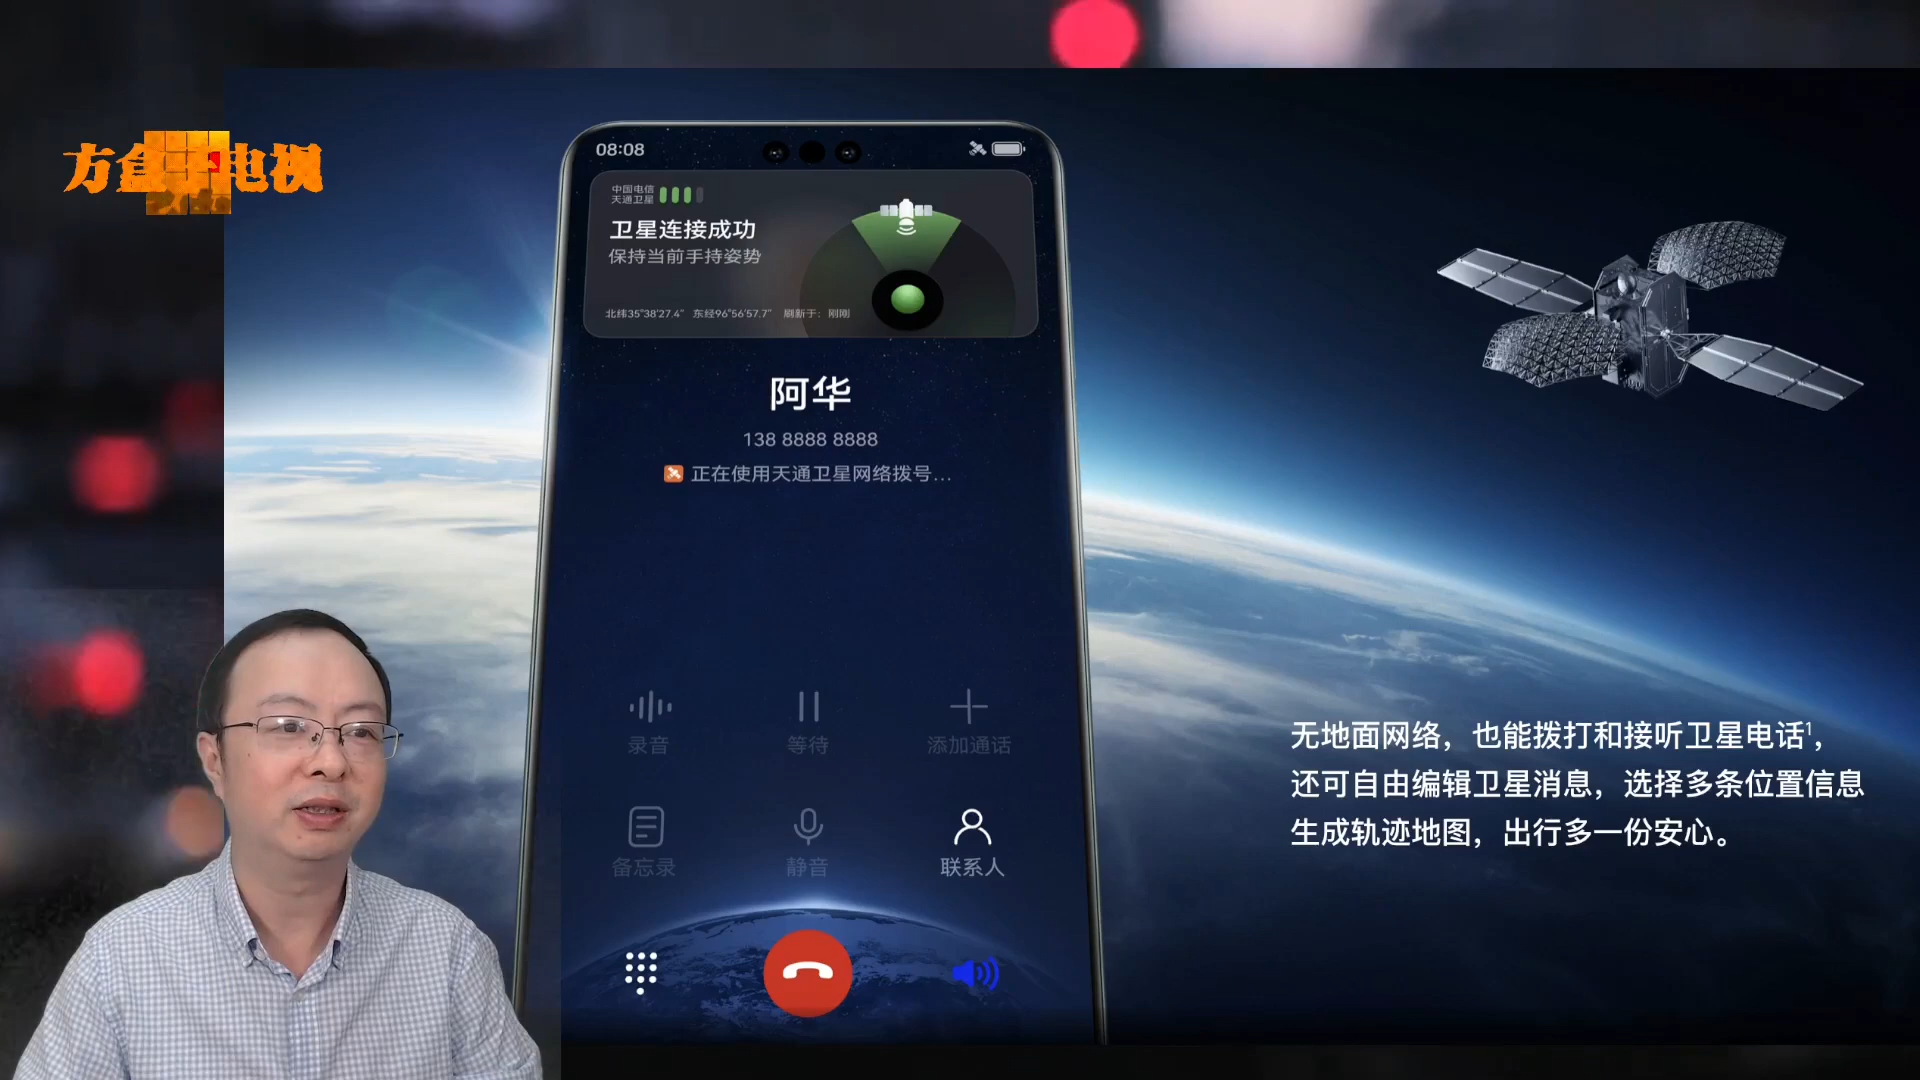 方盒子电视
08:08
中国电信
天通卫星
卫星连接成功
保持当前手持姿势
北纬35°38'27.4" 东经96°56'57.7" 刷新于：刚刚
阿华
138 8888 8888
正在使用天通卫星网络拨号...
录音 等待 添加通话
备忘录 静音 联系人
无地面网络，也能拨打和接听卫星电话1，
还可自由编辑卫星消息，选择多条位置信息
生成轨迹地图，出行多一份安心。